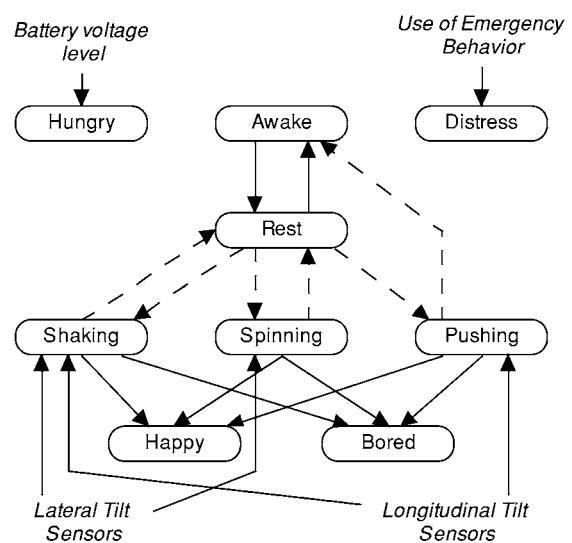 Battery voltage
level
Use of Emergency
Behavior
Hungry
Awake
Distress
Rest
Shaking
Spinning
Pushing
Happy
Bored
Lateral Tilt
Sensors
Longitudinal Tilt
Sensors